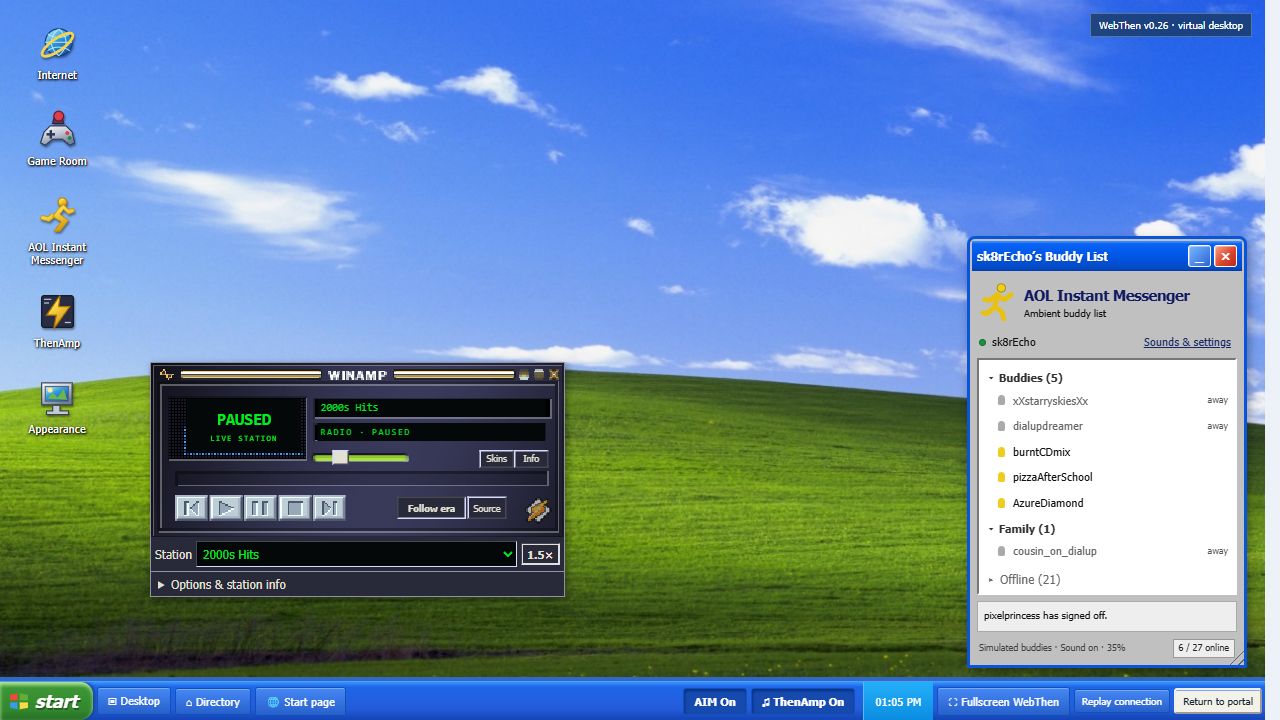 WebThen v0.26 · virtual desktop
Internet
Game Room
AOL Instant
Messenger
ThenAmp
Appearance
WINAMP
PAUSED
LIVE STATION
2000s Hits
RADIO · PAUSED
Skins
Info
Follow era
Source
Station
2000s Hits
1.5×
Options & station info
sk8rEcho's Buddy List
AOL Instant Messenger
Ambient buddy list
sk8rEcho
Sounds & settings
Buddies (5)
xXstarryskiesXx away
dialupdreamer away
burntCDmix
pizzaAfterSchool
AzureDiamond
Family (1)
cousin_on_dialup away
Offline (21)
pixelprincess has signed off.
Simulated buddies · Sound on · 35%
6 / 27 online
start
Desktop
Directory
Start page
AIM On
ThenAmp On
01:05 PM
Fullscreen WebThen
Replay connection
Return to portal